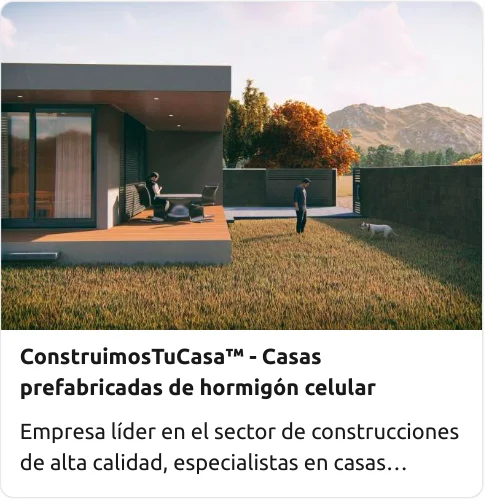 ConstruimosTuCasa™ - Casas
prefabricadas de hormigón celular
Empresa líder en el sector de construcciones
de alta calidad, especialistas en casas…